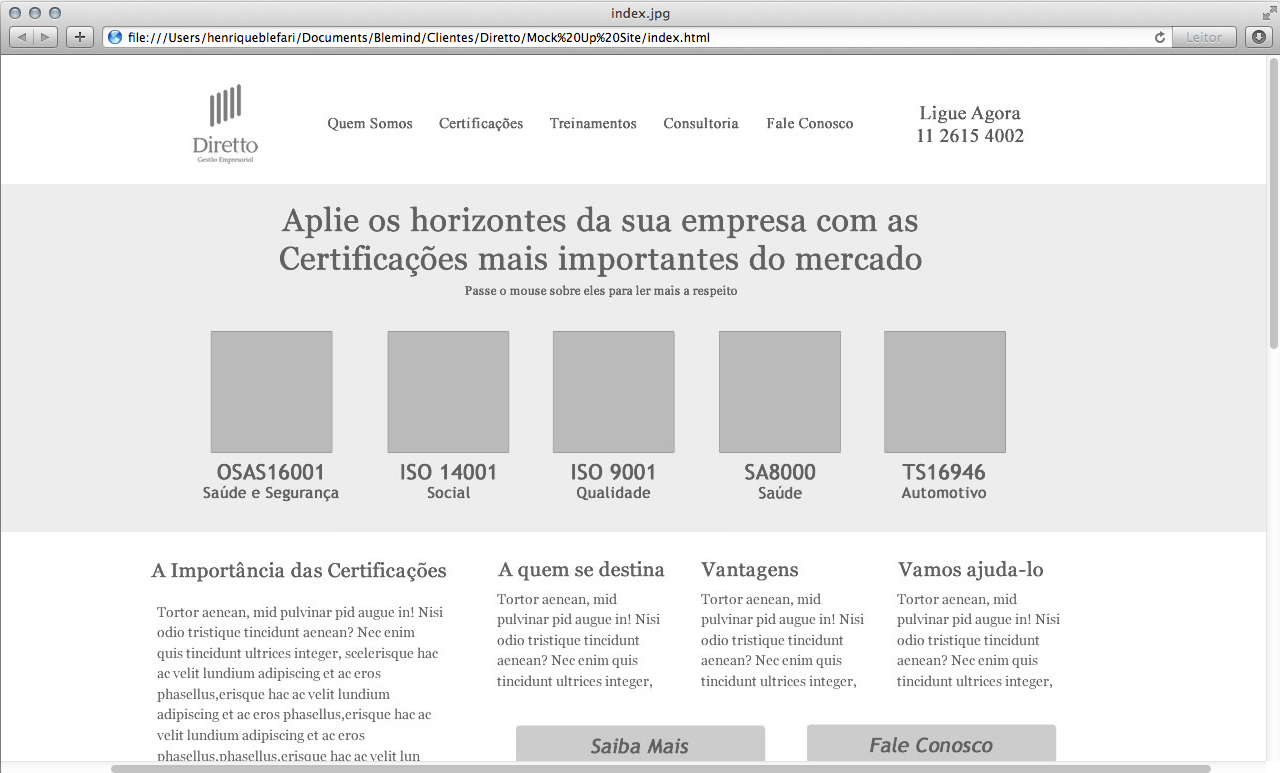 index.jpg
file:///Users/henriqueblefari/Documents/Blemind/Clientes/Diretto/Mock%20Up%20Site/index.html
Leitor
Diretto
Gestão Empresarial
Quem Somos
Certificações
Treinamentos
Consultoria
Fale Conosco
Ligue Agora
11 2615 4002
Aplie os horizontes da sua empresa com as
Certificações mais importantes do mercado
Passe o mouse sobre eles para ler mais a respeito
OSAS16001
Saúde e Segurança
ISO 14001
Social
ISO 9001
Qualidade
SA8000
Saúde
TS16946
Automotivo
A Importância das Certificações
Tortor aenean, mid pulvinar pid augue in! Nisi
odio tristique tincidunt aenean? Nec enim
quis tincidunt ultrices integer, scelerisque hac
ac velit lundium adipiscing et ac eros
phasellus,erisque hac ac velit lundium
adipiscing et ac eros phasellus,erisque hac ac
velit lundium adipiscing et ac eros
phasellus,phasellus,erisque hac ac velit lun
A quem se destina
Tortor aenean, mid
pulvinar pid augue in! Nisi
odio tristique tincidunt
aenean? Nec enim quis
tincidunt ultrices integer,
Vantagens
Tortor aenean, mid
pulvinar pid augue in! Nisi
odio tristique tincidunt
aenean? Nec enim quis
tincidunt ultrices integer,
Vamos ajuda-lo
Tortor aenean, mid
pulvinar pid augue in! Nisi
odio tristique tincidunt
aenean? Nec enim quis
tincidunt ultrices integer,
Saiba Mais
Fale Conosco